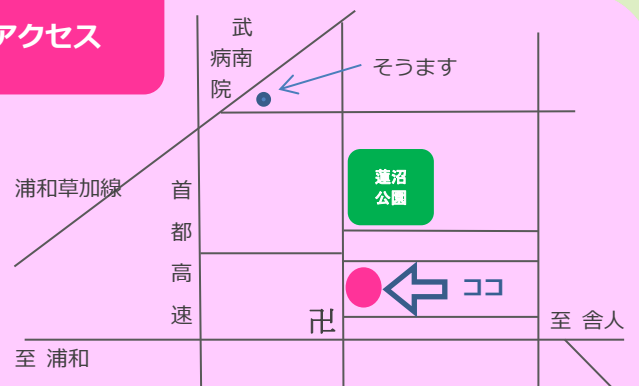 アクセス
武
病南
院
そうます
浦和草加線
首
都
高
速
蓮沼
公園
ココ
卍
至 舎人
至 浦和